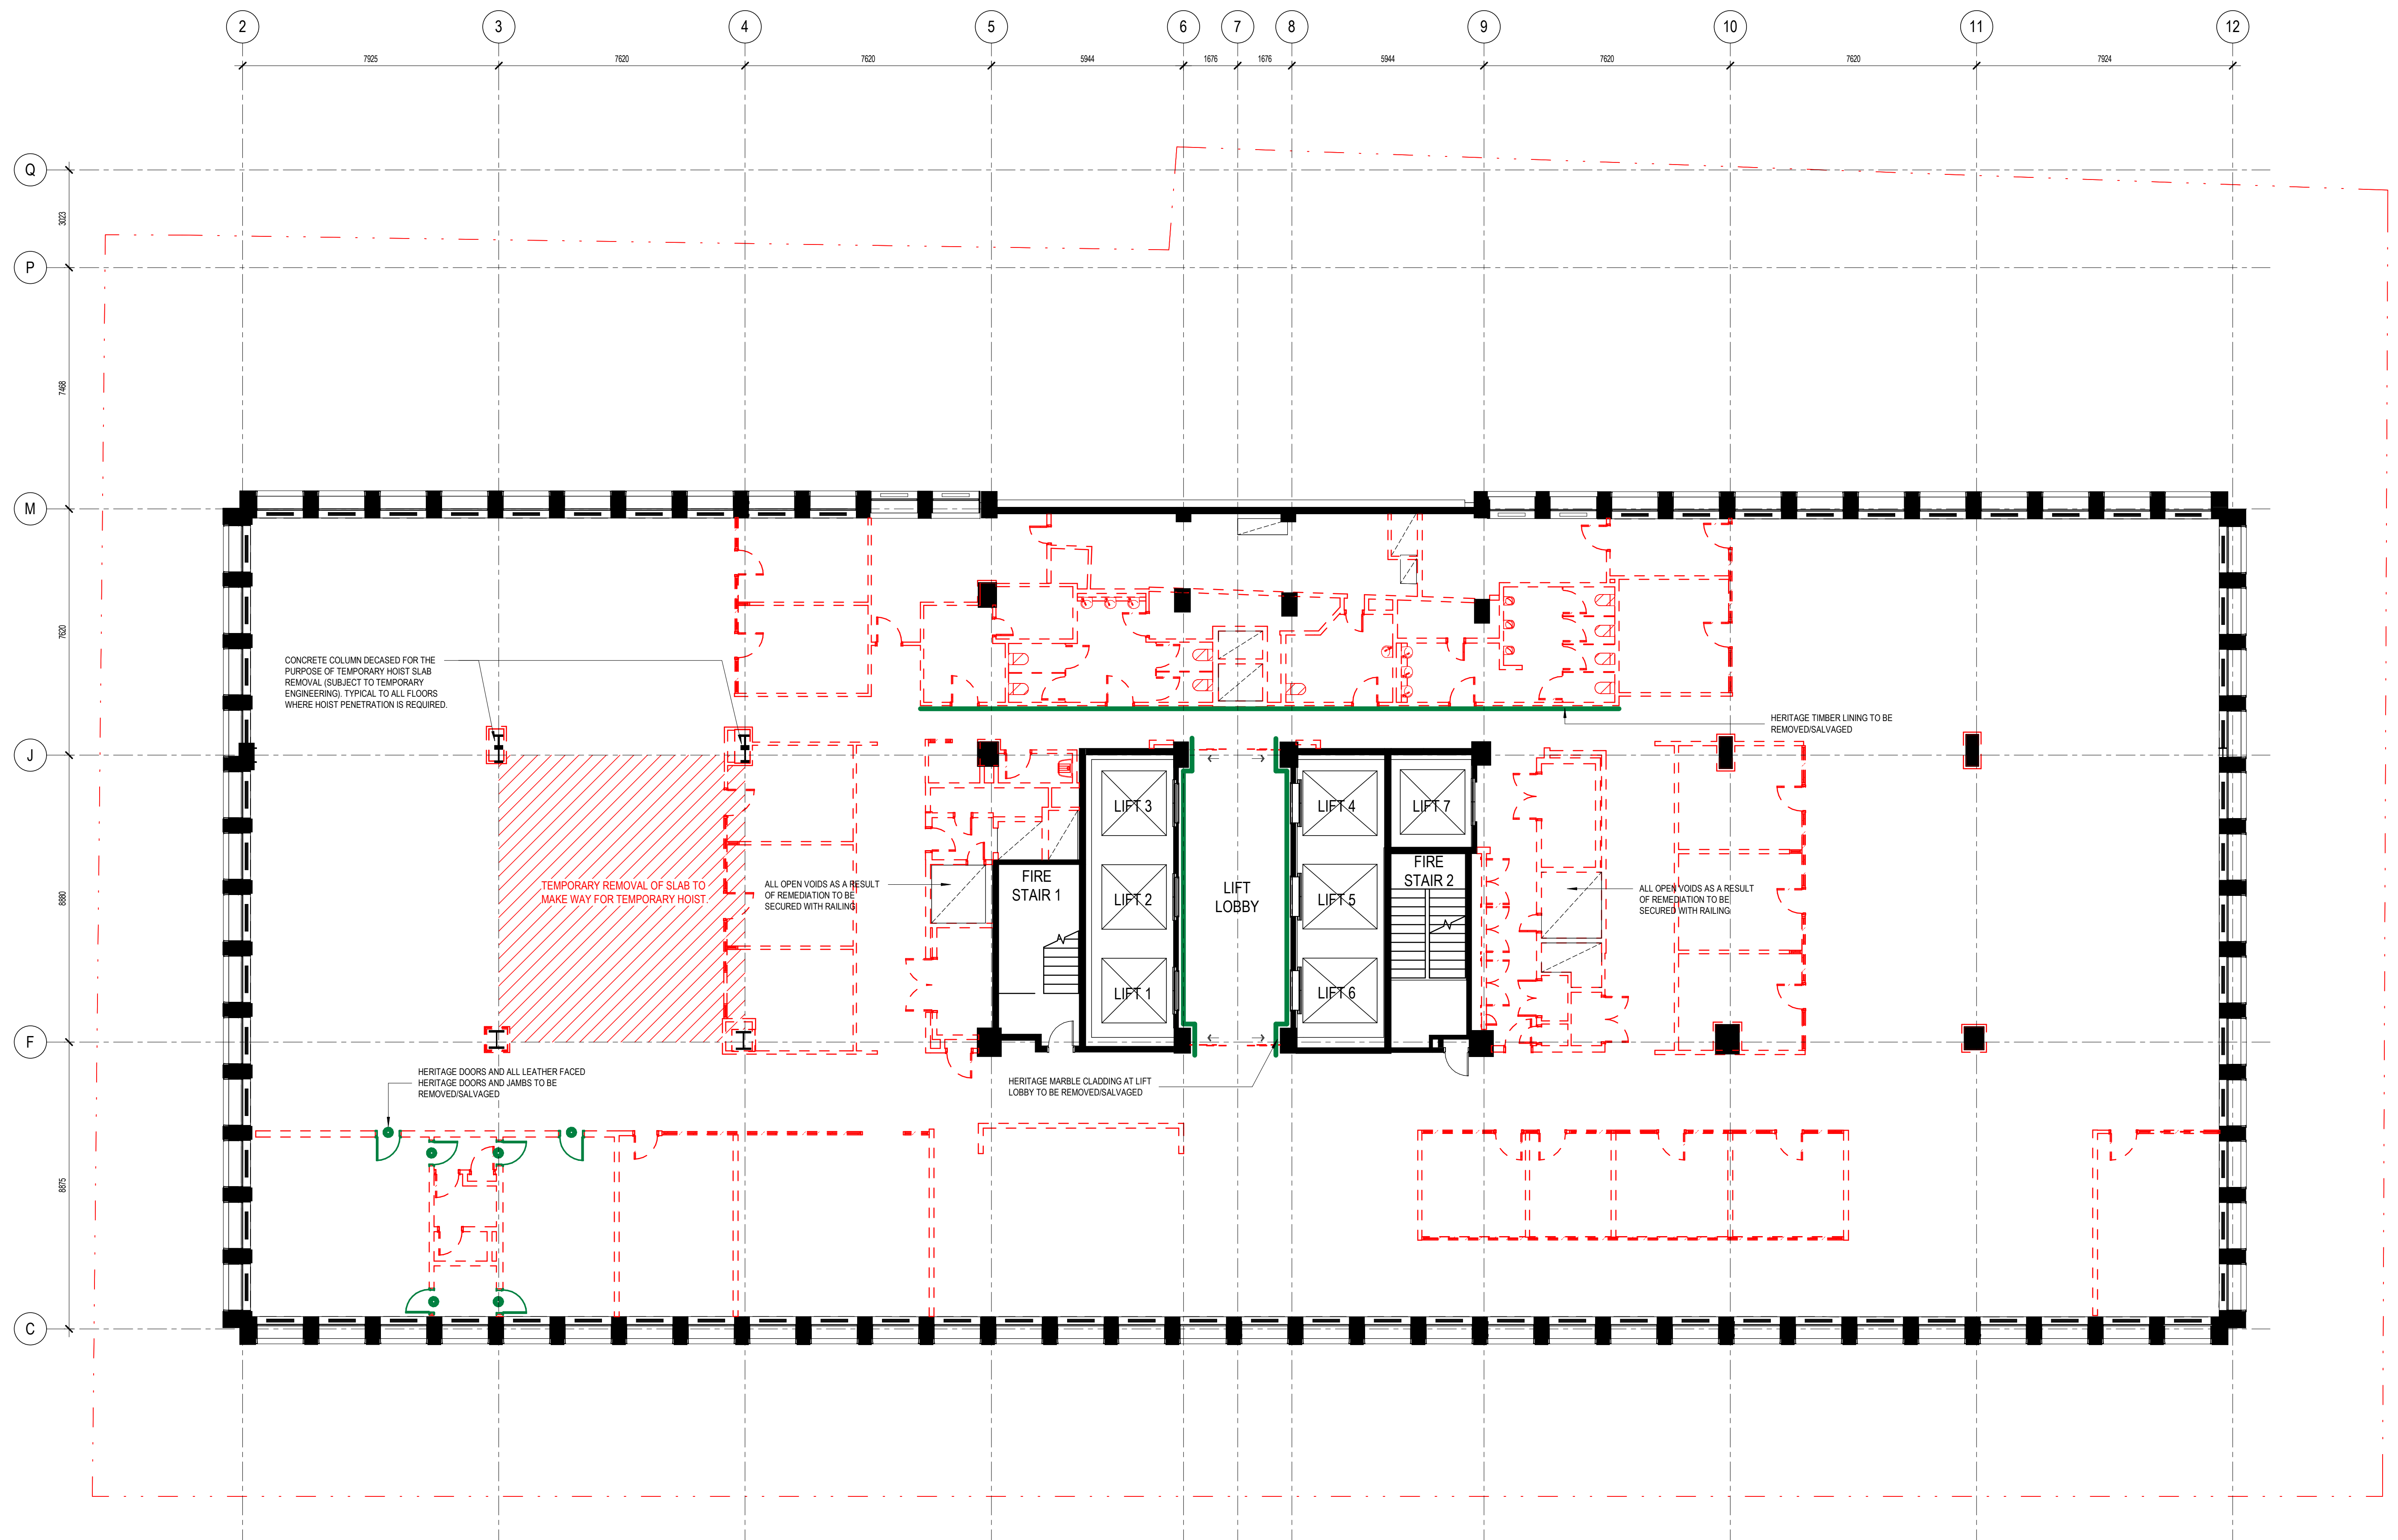 2
3
4
5
6
7
8
9
10
11
12
7925
7620
7620
5944
1676
1676
5944
7620
7620
7924
Q
3023
P
7468
M
7620
CONCRETE COLUMN DECASED FOR THE
PURPOSE OF TEMPORARY HOIST SLAB
REMOVAL (SUBJECT TO TEMPORARY
ENGINEERING). TYPICAL TO ALL FLOORS
WHERE HOIST PENETRATION IS REQUIRED.
HERITAGE TIMBER LINING TO BE
REMOVED/SALVAGED
J
LIFT 3
LIFT 4
LIFT 7
8880
TEMPORARY REMOVAL OF SLAB TO
MAKE WAY FOR TEMPORARY HOIST.
ALL OPEN VOIDS AS A RESULT
OF REMEDIATION TO BE
SECURED WITH RAILING
FIRE
STAIR 1
LIFT 2
LIFT
LOBBY
LIFT 5
FIRE
STAIR 2
ALL OPEN VOIDS AS A RESULT
OF REMEDIATION TO BE
SECURED WITH RAILING
LIFT 1
LIFT 6
F
HERITAGE DOORS AND ALL LEATHER FACED
HERITAGE DOORS AND JAMBS TO BE
REMOVED/SALVAGED
HERITAGE MARBLE CLADDING AT LIFT
LOBBY TO BE REMOVED/SALVAGED
8875
C